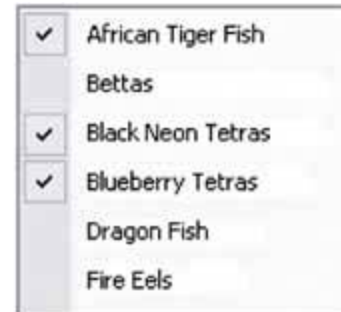 African Tiger Fish
Bettas
Black Neon Tetras
Blueberry Tetras
Dragon Fish
Fire Eels